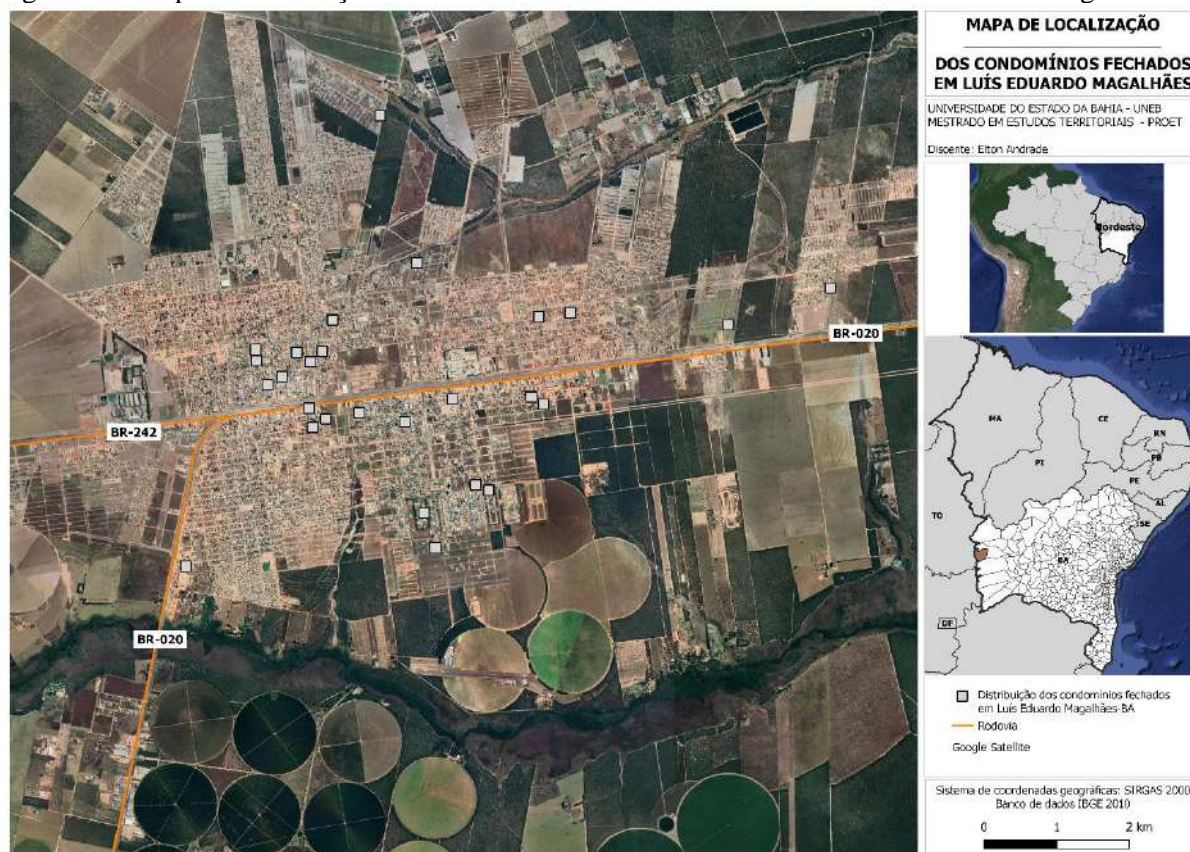 MAPA DE LOCALIZAÇÃO
DOS CONDOMÍNIOS FECHADOS
EM LUÍS EDUARDO MAGALHÃES
UNIVERSIDADE DO ESTADO DA BAHIA - UNEB
MESTRADO EM ESTUDOS TERRITORIAIS - PROET
Discente: Elton Andrade
Nordeste
BR-020
BR-242
BR-020
MA
CE
RN
PB
PI
PE
AL
SE
TO
BA
DF
Distribuição dos condominios fechados
em Luís Eduardo Magalhães-BA
Rodovia
Google Satellite
Sistema de coordenadas geográficas: SIRGAS 2000
Banco de dados IBGE 2010
0 1 2 km